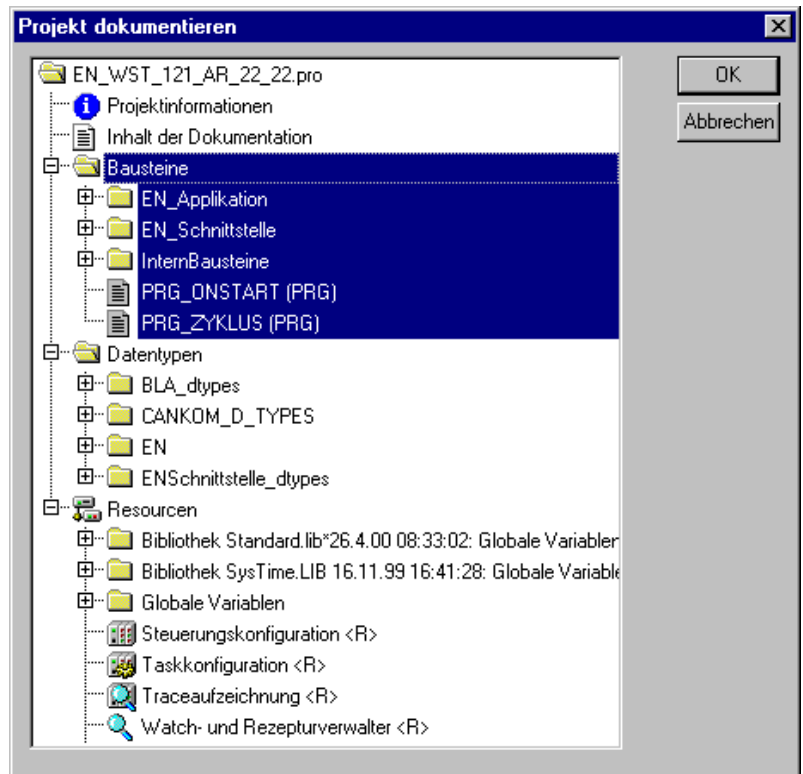 Projekt dokumentieren
EN_WST_121_AR_22_22.pro
OK
Projektinformationen
Abbrechen
Inhalt der Dokumentation
Bausteine
EN_Applikation
EN_Schnittstelle
InternBausteine
PRG_ONSTART (PRG)
PRG_ZYKLUS (PRG)
Datentypen
BLA_dtypes
CANKOM_D_TYPES
EN
ENSchnittstelle_dtypes
Resourcen
Bibliothek Standard.lib*26.4.00 08:33:02: Globale Variablen
Bibliothek SysTime.LIB 16.11.99 16:41:28: Globale Variable
Globale Variablen
Steuerungskonfiguration <R>
Taskkonfiguration <R>
Traceaufzeichnung <R>
Watch- und Rezepturverwalter <R>